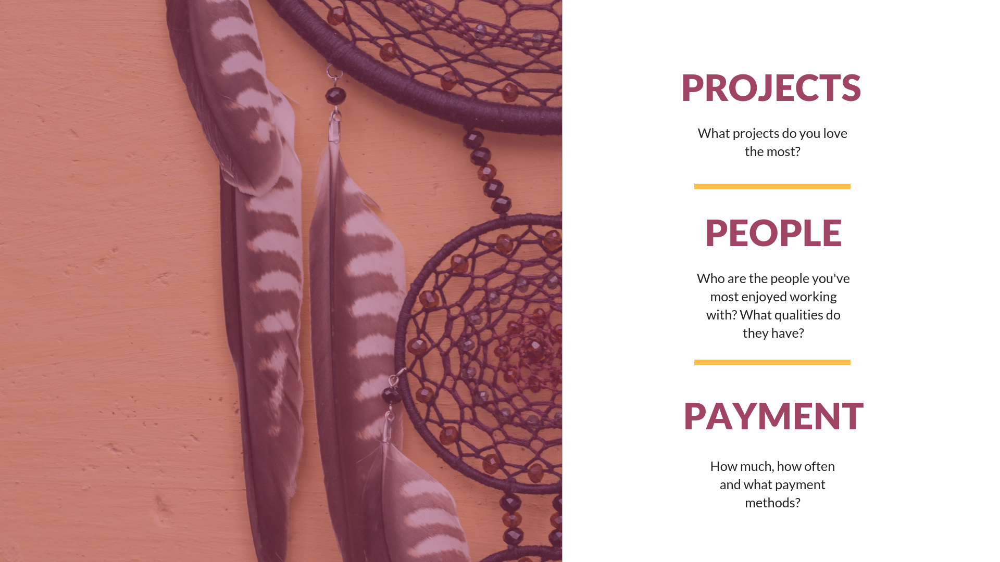 PROJECTS
What projects do you love
the most?
PEOPLE
Who are the people you've
most enjoyed working
with? What qualities do
they have?
PAYMENT
How much, how often
and what payment
methods?